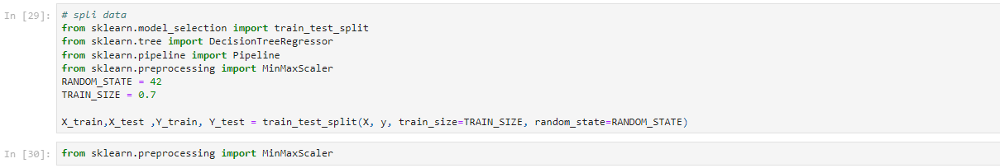 In [29]: # spli data
from sklearn.model_selection import train_test_split
from sklearn.tree import DecisionTreeRegressor
from sklearn.pipeline import Pipeline
from sklearn.preprocessing import MinMaxScaler
RANDOM_STATE = 42
TRAIN_SIZE = 0.7
X_train,X_test ,Y_train, Y_test = train_test_split(X, y, train_size=TRAIN_SIZE, random_state=RANDOM_STATE)
In [30]: from sklearn.preprocessing import MinMaxScaler